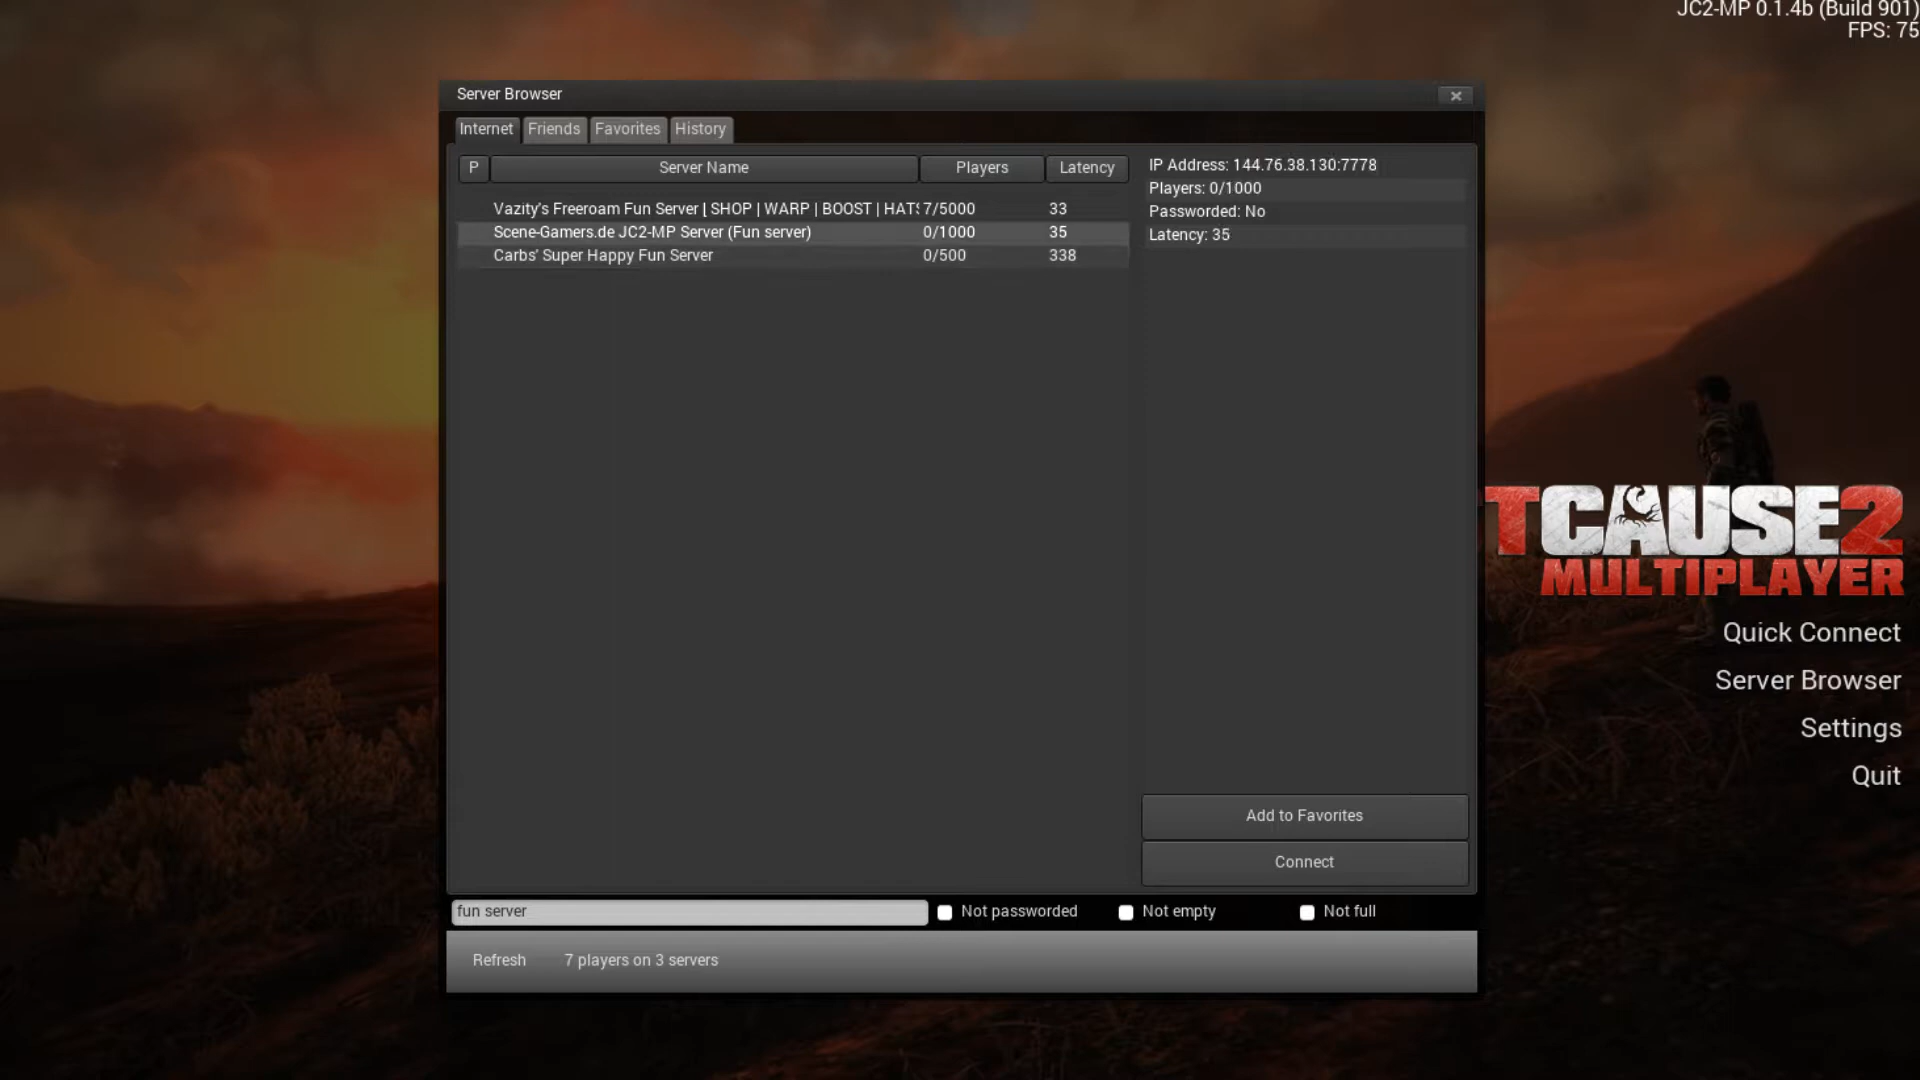 JC2-MP 0.1.4b (Build 901)
FPS: 75
Server Browser
Internet Friends Favorites History
P Server Name Players Latency
Vazity's Freeroam Fun Server [ SHOP | WARP | BOOST | HATS 7/5000 33
Scene-Gamers.de JC2-MP Server (Fun server) 0/1000 35
Carbs' Super Happy Fun Server 0/500 338
IP Address: 144.76.38.130:7778
Players: 0/1000
Passworded: No
Latency: 35
TCAUSE2
MULTIPLAYER
Quick Connect
Server Browser
Settings
Quit
Add to Favorites
Connect
fun server Not passworded Not empty Not full
Refresh 7 players on 3 servers